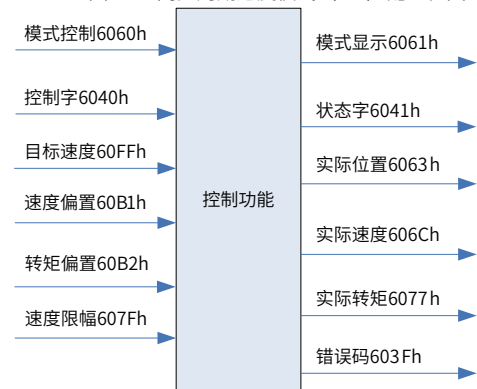 模式控制6060h
控制字6040h
目标速度60FFh
速度偏置60B1h
转矩偏置60B2h
速度限幅607Fh
控制功能
模式显示6061h
状态字6041h
实际位置6063h
实际速度606Ch
实际转矩6077h
错误码603Fh